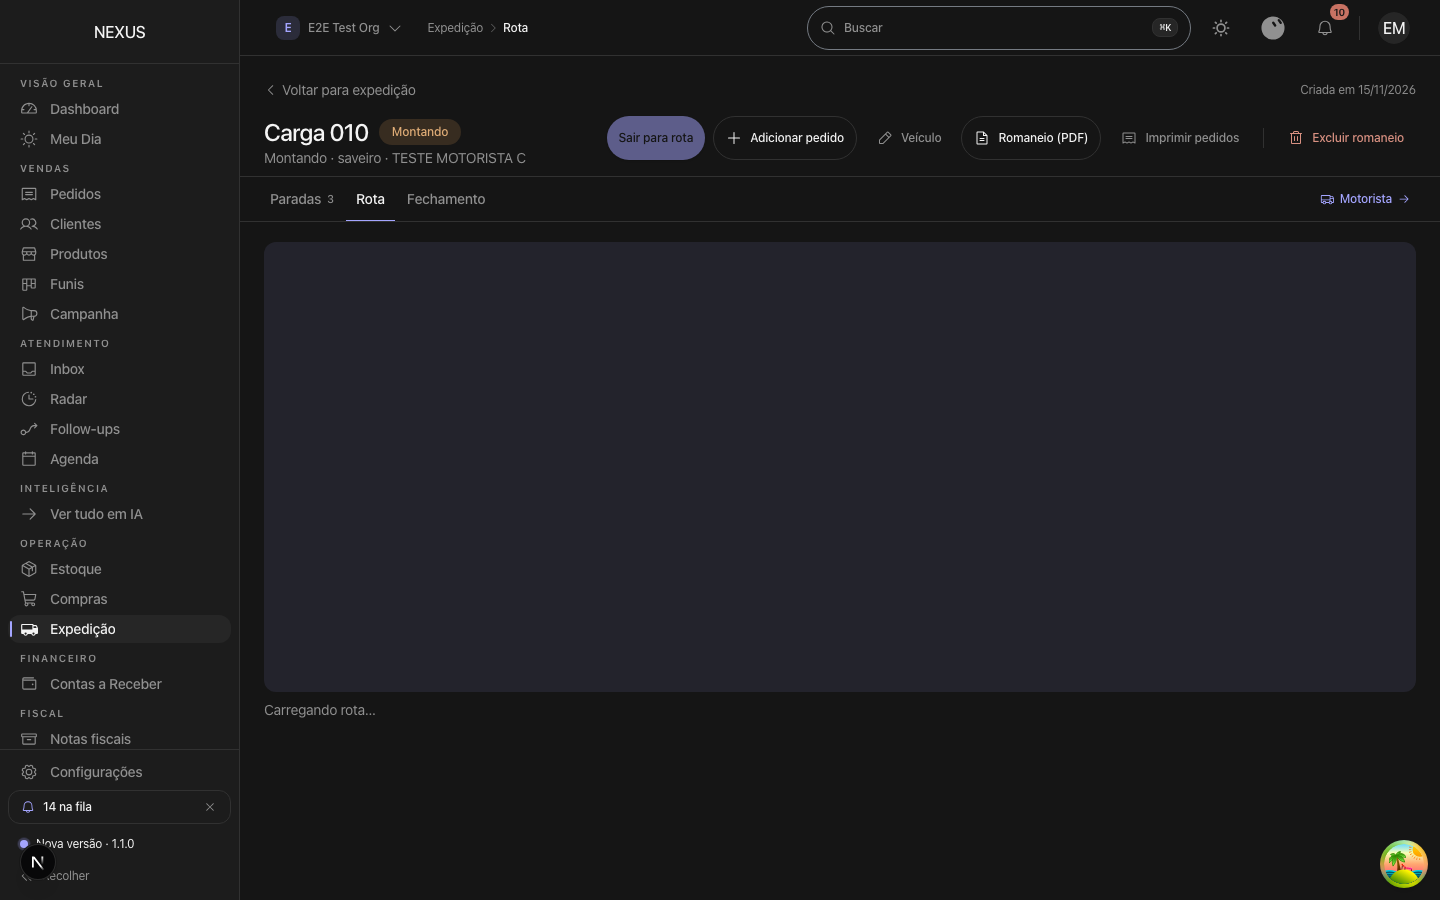 NEXUS
VISÃO GERAL
Dashboard
Meu Dia
VENDAS
Pedidos
Clientes
Produtos
Funis
Campanha
ATENDIMENTO
Inbox
Radar
Follow-ups
Agenda
INTELIGÊNCIA
Ver tudo em IA
OPERAÇÃO
Estoque
Compras
Expedição
FINANCEIRO
Contas a Receber
FISCAL
Notas fiscais
Configurações
14 na fila
Nova versão · 1.1.0
N
E E2E Test Org
Expedição > Rota
Buscar
⌘K
10
EM
Voltar para expedição
Criada em 15/11/2026
Carga 010
Montando
Montando · saveiro · TESTE MOTORISTA C
Sair para rota
Adicionar pedido
Veículo
Romaneio (PDF)
Imprimir pedidos
Excluir romaneio
Paradas 3
Rota
Fechamento
Motorista →
Carregando rota...